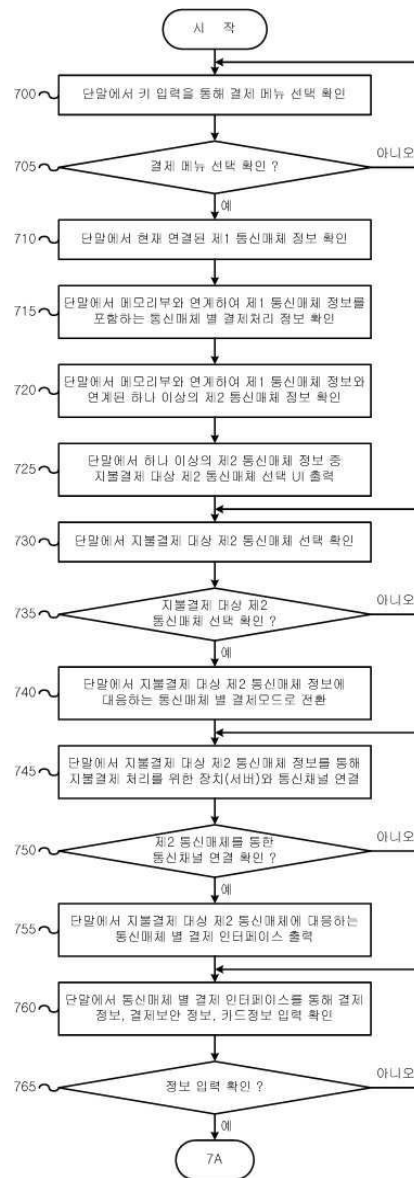 시 작
700
단말에서 키 입력을 통해 결제 메뉴 선택 확인
705
결제 메뉴 선택 확인 ?
아니오
예
710
단말에서 현재 연결된 제1 통신매체 정보 확인
715
단말에서 메모리부와 연계하여 제1 통신매체 정보를
포함하는 통신매체 별 결제처리 정보 확인
720
단말에서 메모리부와 연계하여 제1 통신매체 정보와
연계된 하나 이상의 제2 통신매체 정보 확인
725
단말에서 하나 이상의 제2 통신매체 정보 중
지불결제 대상 제2 통신매체 선택 UI 출력
730
단말에서 지불결제 대상 제2 통신매체 선택 확인
735
지불결제 대상 제2
통신매체 선택 확인 ?
아니오
예
740
단말에서 지불결제 대상 제2 통신매체 정보에
대응하는 통신매체 별 결제모드로 전환
745
단말에서 지불결제 대상 제2 통신매체 정보를 통해
지불결제 처리를 위한 장치(서버)와 통신채널 연결
750
제2 통신매체를 통한
통신채널 연결 확인 ?
아니오
예
755
단말에서 지불결제 대상 제2 통신매체에 대응하는
통신매체 별 결제 인터페이스 출력
760
단말에서 통신매체 별 결제 인터페이스를 통해 결제
정보, 결제보안 정보, 카드정보 입력 확인
765
정보 입력 확인 ?
아니오
예
7A